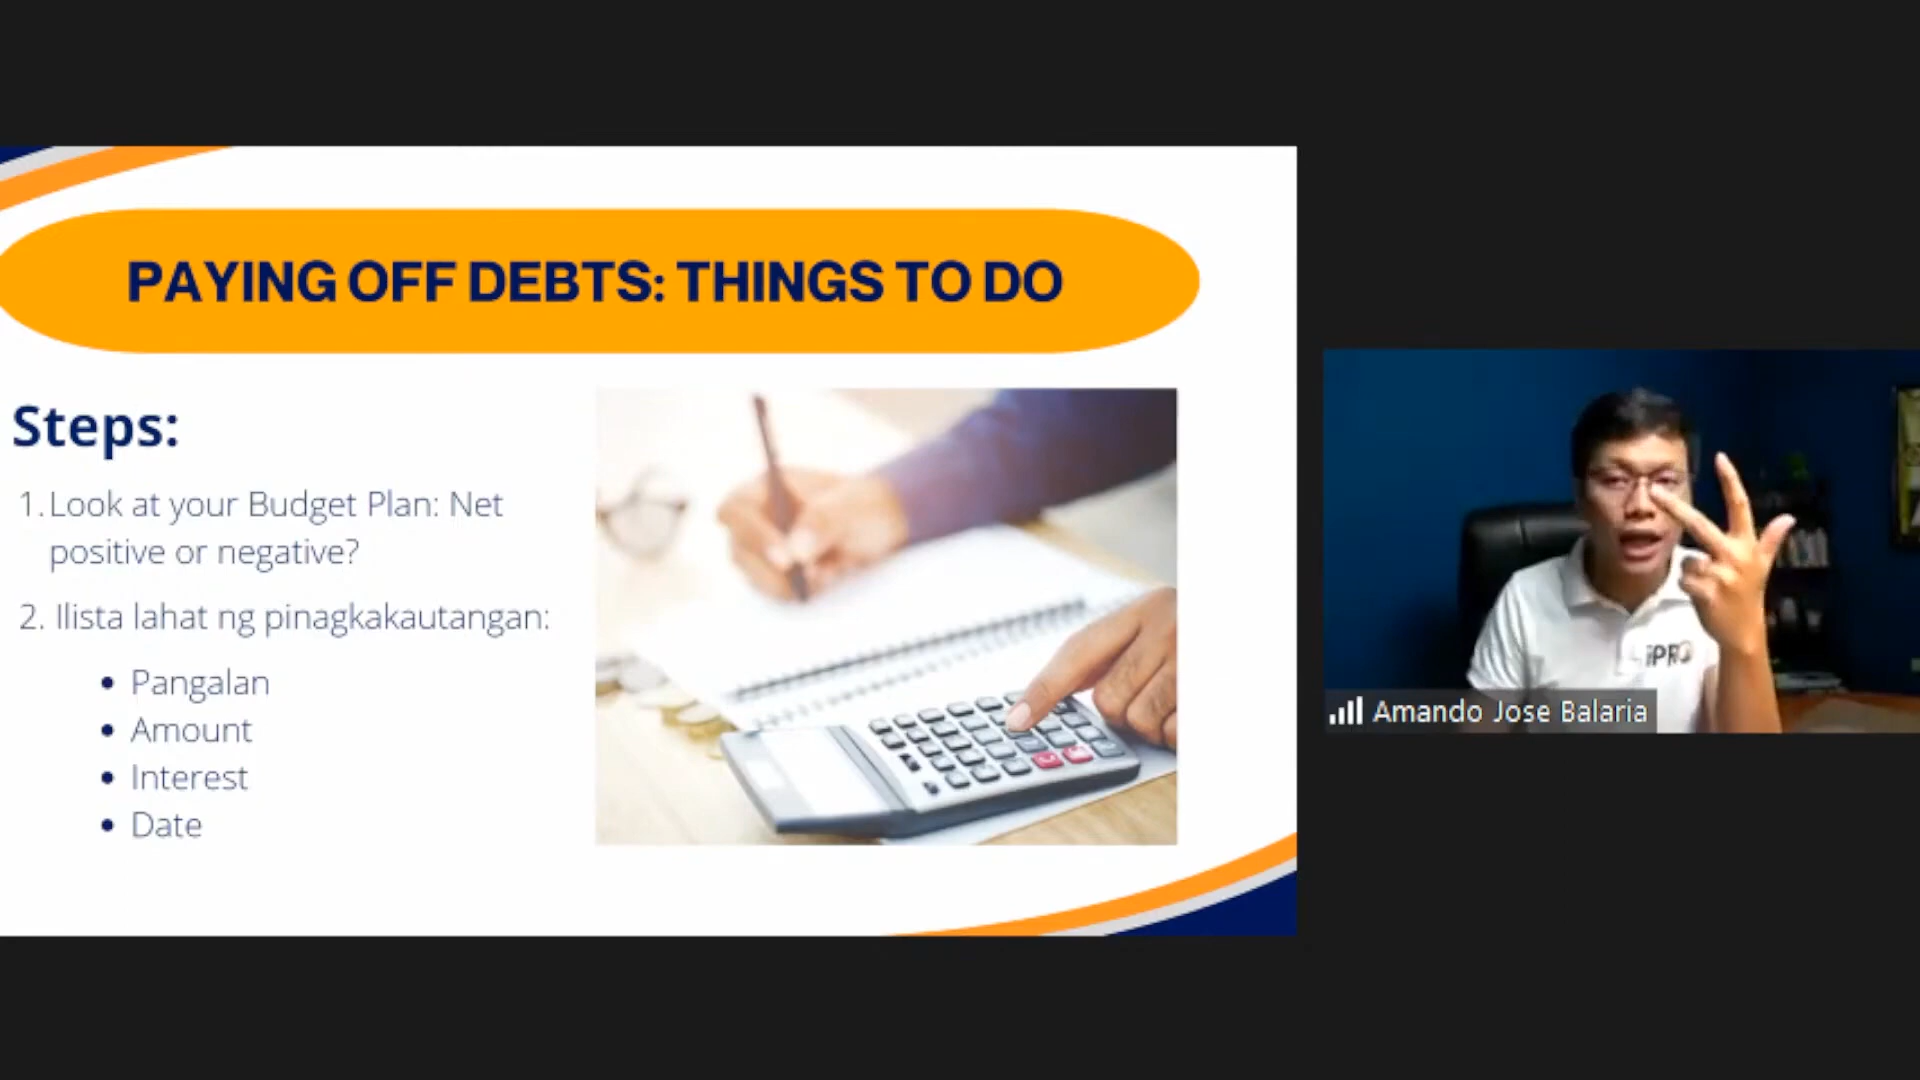 PAYING OFF DEBTS: THINGS TO DO
Steps:
1. Look at your Budget Plan: Net
positive or negative?
2. Ilista lahat ng pinagkakautangan:
• Pangalan
• Amount
• Interest
• Date
iPRO
Amando Jose Balaria